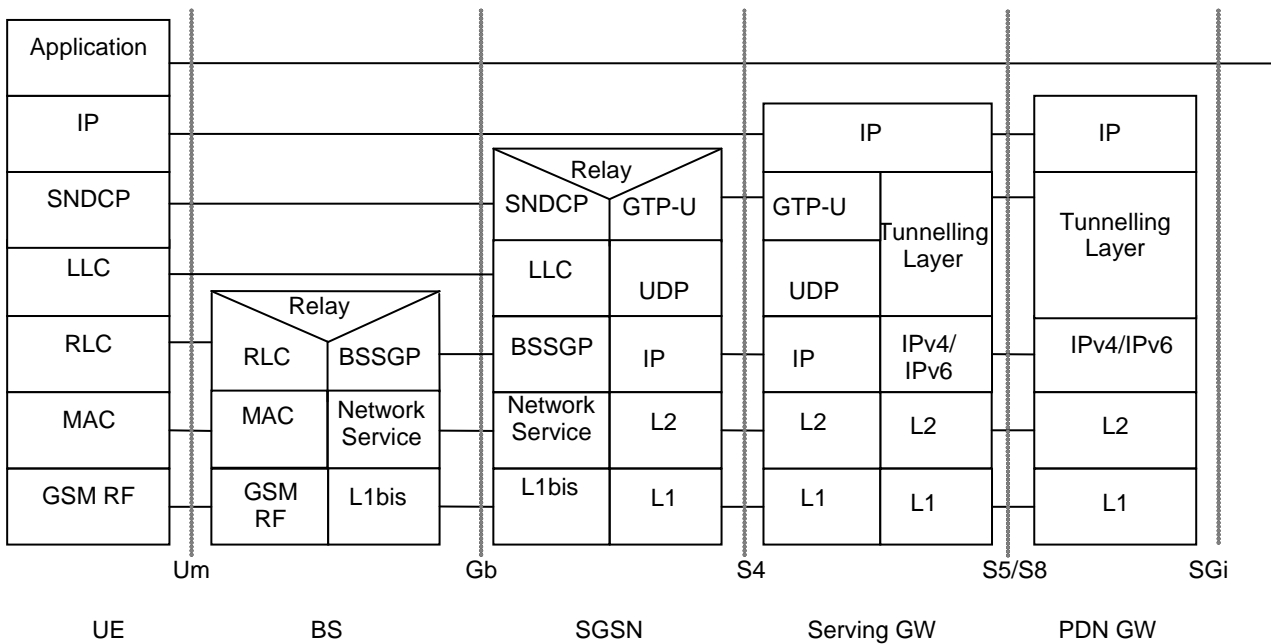 Application
IP
IP
IP
Relay
SNDCP
SNDCP
GTP-U
GTP-U
Tunnelling
Layer
Tunnelling
Layer
LLC
LLC
UDP
UDP
Relay
RLC
RLC
BSSGP
BSSGP
IP
IP
IPv4/
IPv6
IPv4/IPv6
MAC
MAC
Network
Service
Network
Service
L2
L2
L2
L2
GSM RF
GSM
RF
L1bis
L1bis
L1
L1
L1
L1
Um
Gb
S4
S5/S8
SGi
UE
BS
SGSN
Serving GW
PDN GW